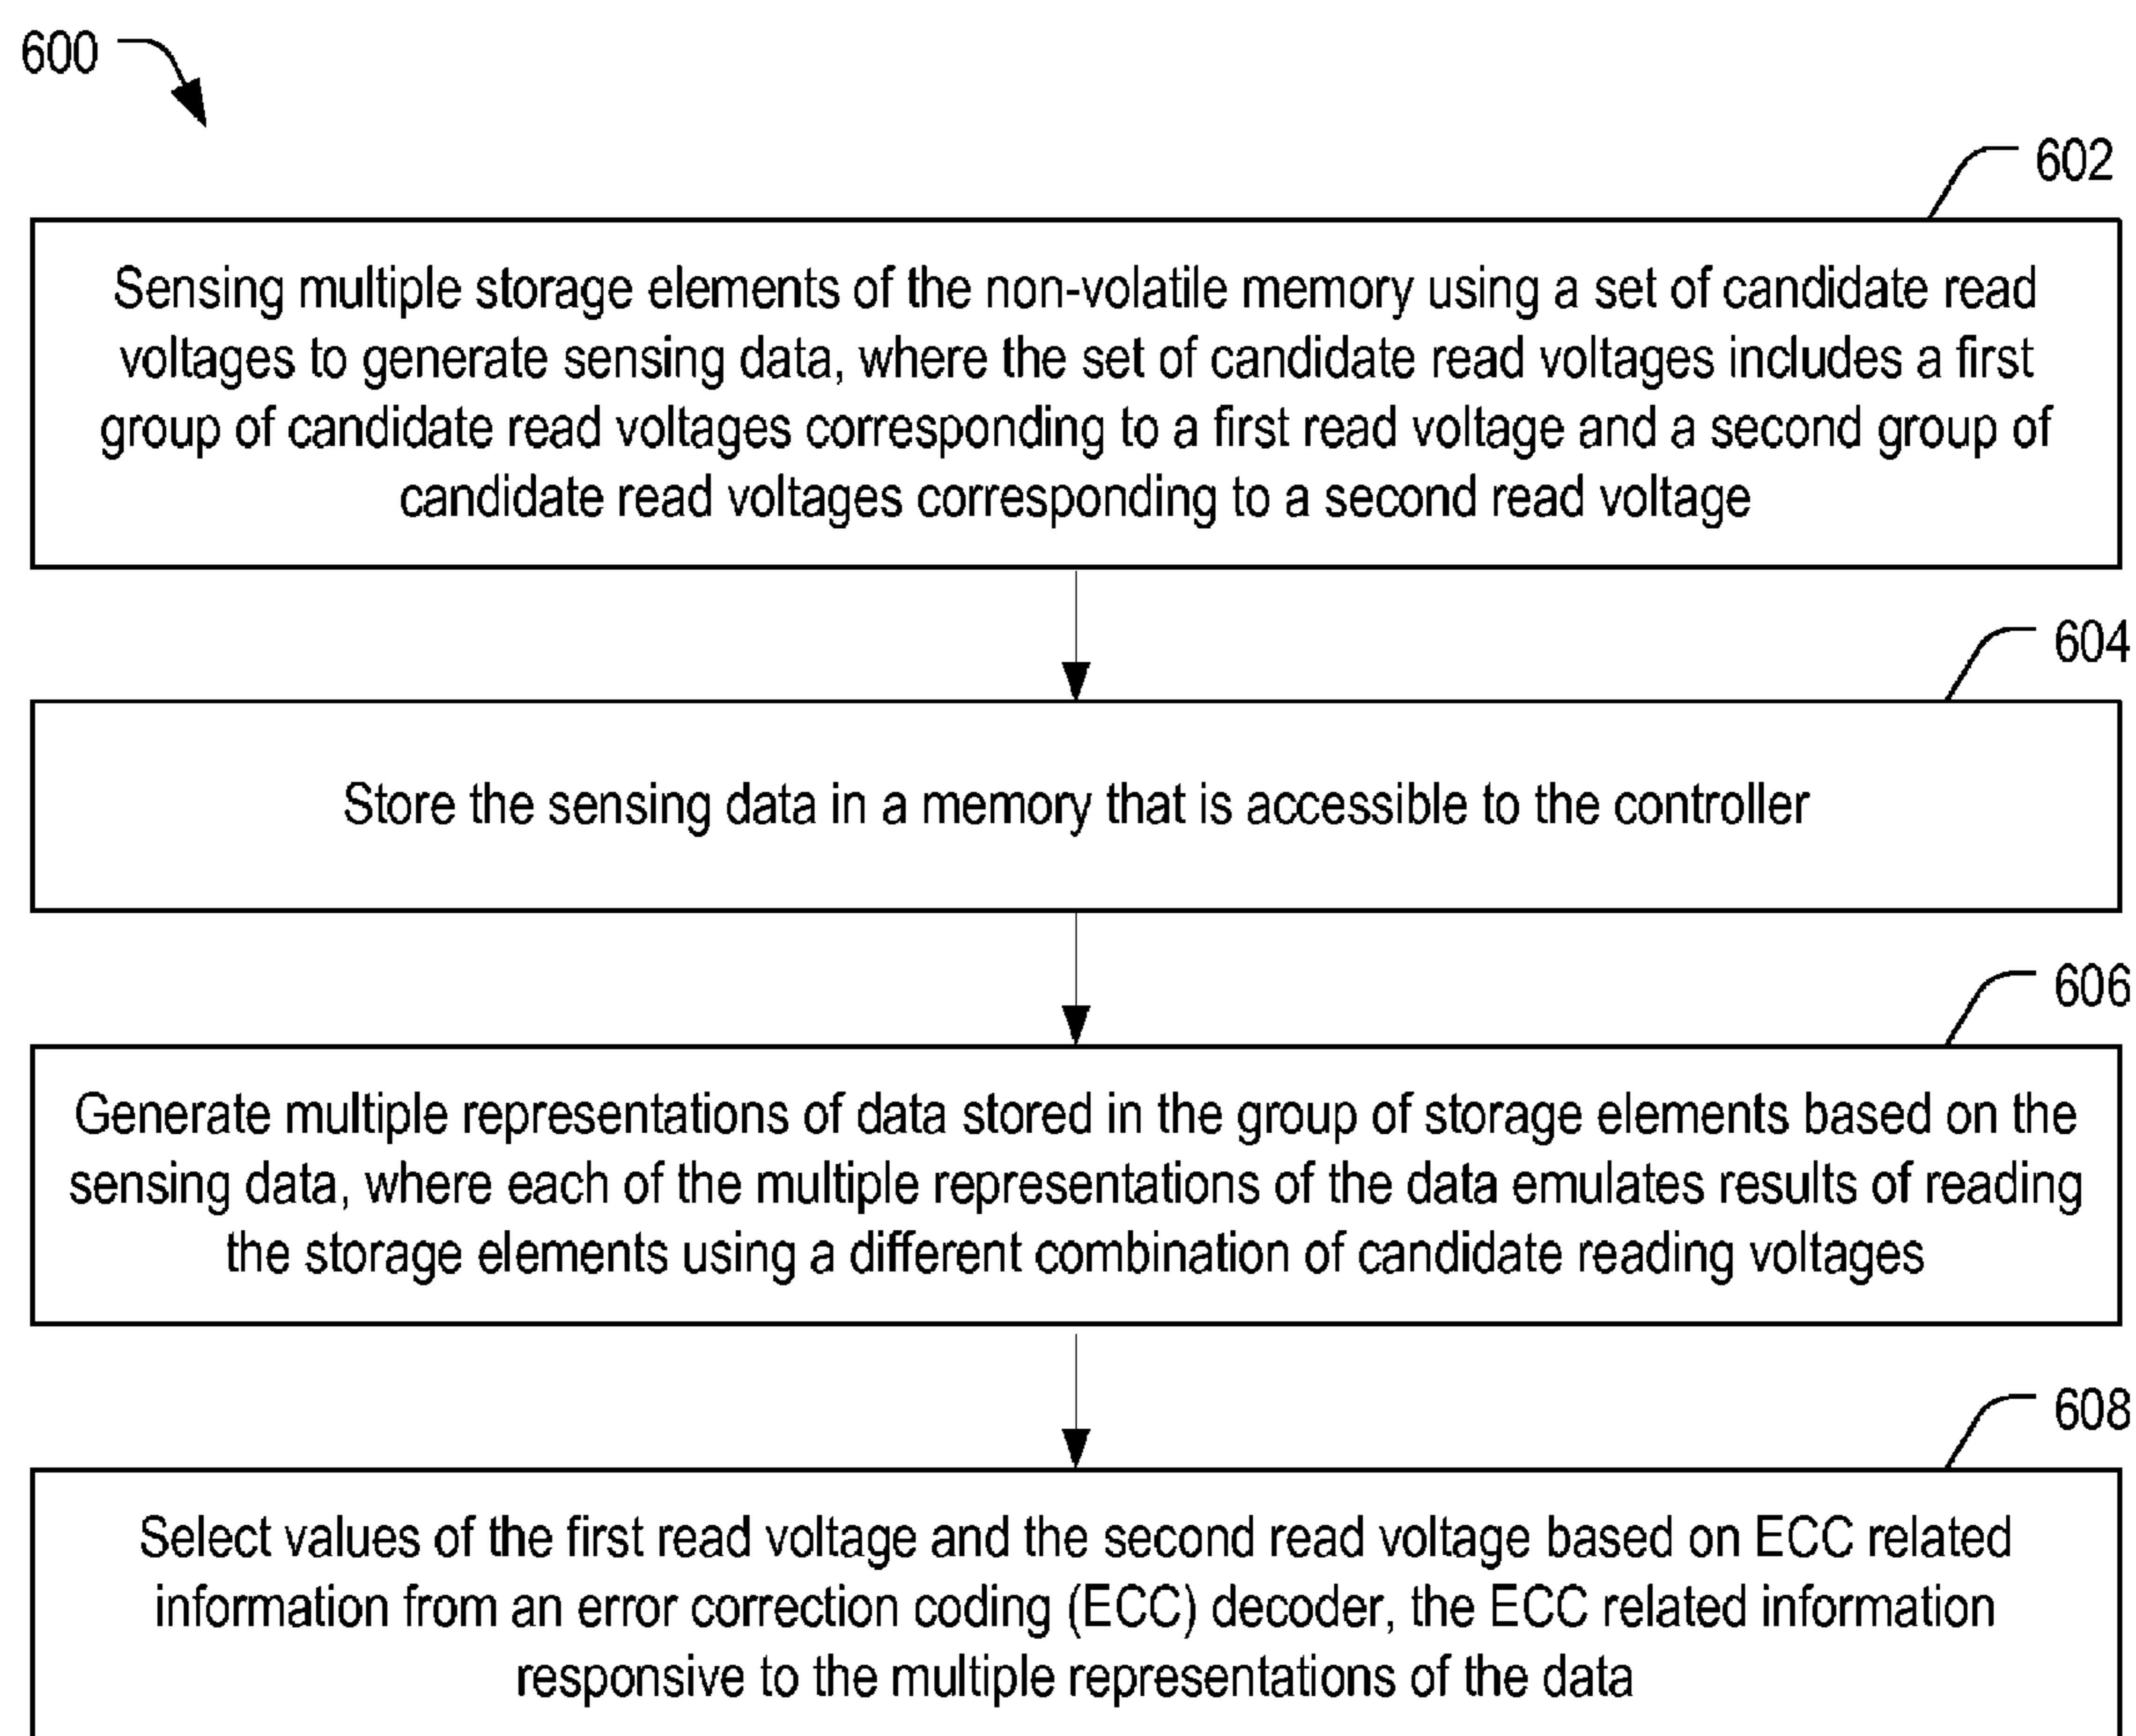 600
602
Sensing multiple storage elements of the non-volatile memory using a set of candidate read
voltages to generate sensing data, where the set of candidate read voltages includes a first
group of candidate read voltages corresponding to a first read voltage and a second group of
candidate read voltages corresponding to a second read voltage
604
Store the sensing data in a memory that is accessible to the controller
606
Generate multiple representations of data stored in the group of storage elements based on the
sensing data, where each of the multiple representations of the data emulates results of reading
the storage elements using a different combination of candidate reading voltages
608
Select values of the first read voltage and the second read voltage based on ECC related
information from an error correction coding (ECC) decoder, the ECC related information
responsive to the multiple representations of the data